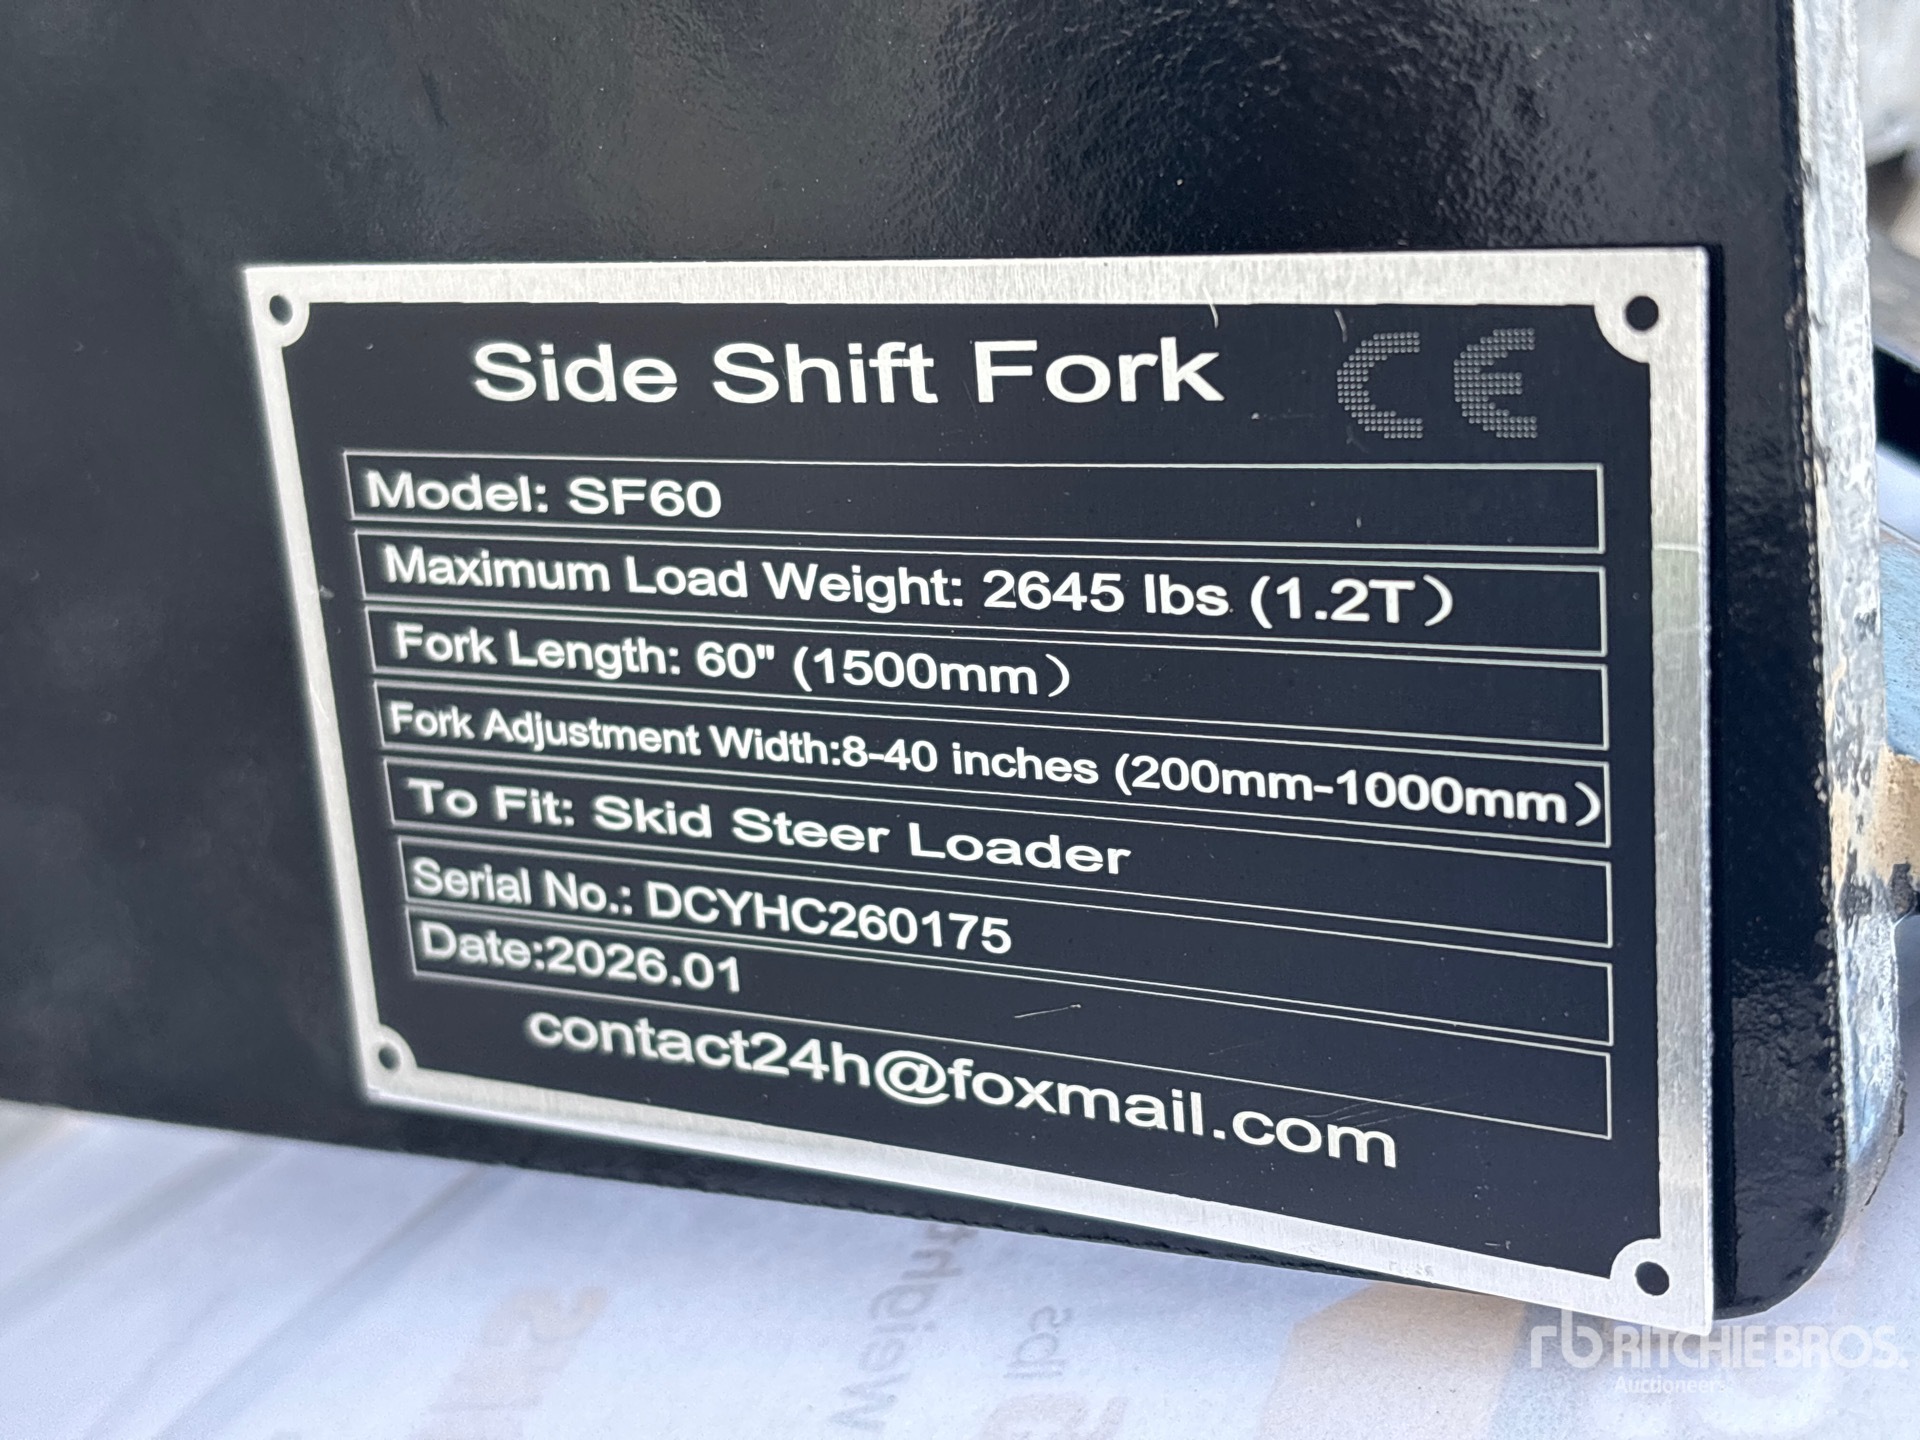 Side Shift Fork CE
Model: SF60
Maximum Load Weight: 2645 lbs (1.2T)
Fork Length: 60" (1500mm)
Fork Adjustment Width:8-40 inches (200mm-1000mm)
To Fit: Skid Steer Loader
Serial No.: DCYHC260175
Date:2026.01
contact24h@foxmail.com
rb RITCHIE BROS.
Auctioneers